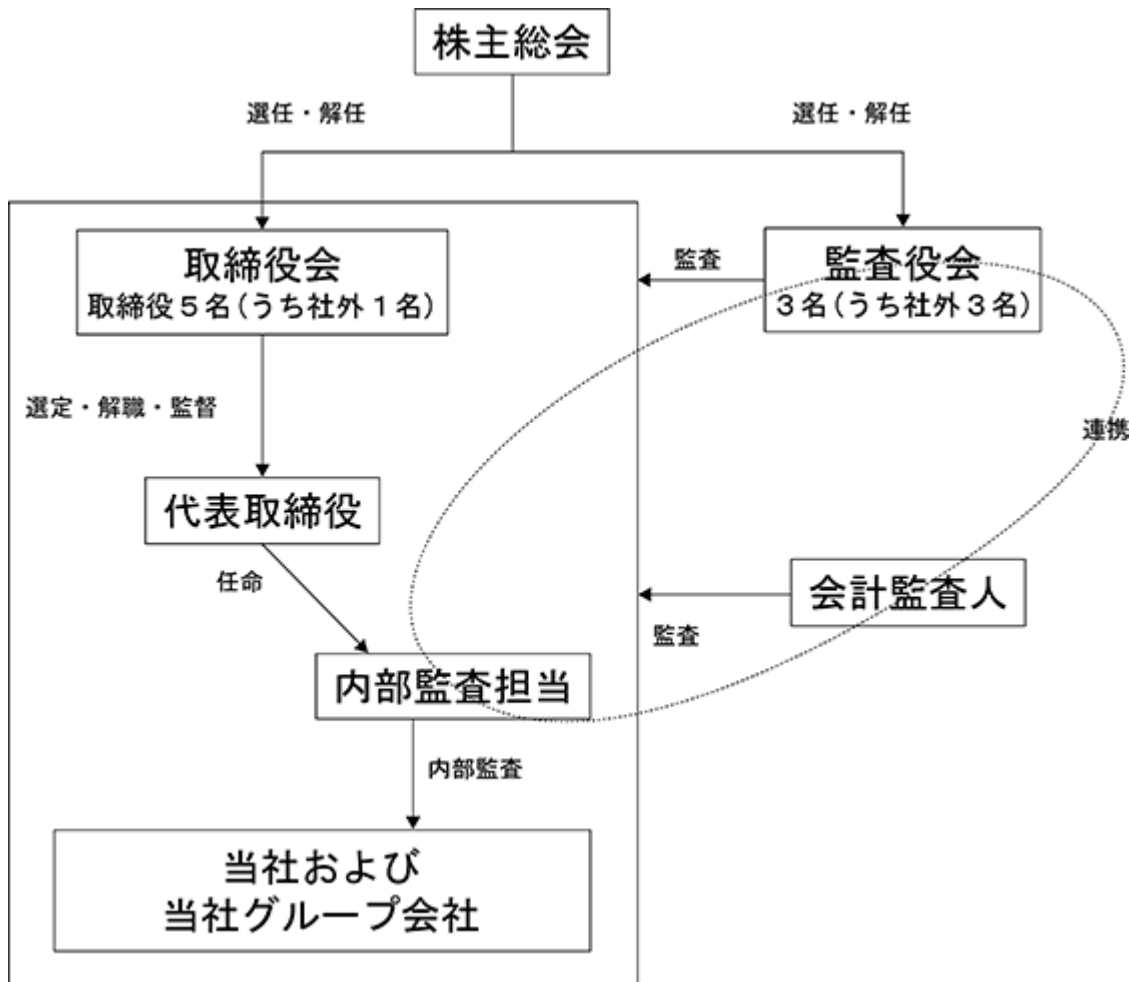 株主総会
選任・解任
選任・解任
取締役会
取締役５名(うち社外１名)
監査
監査役会
３名(うち社外３名)
選定・解職・監督
連携
代表取締役
任命
会計監査人
監査
内部監査担当
内部監査
当社および
当社グループ会社